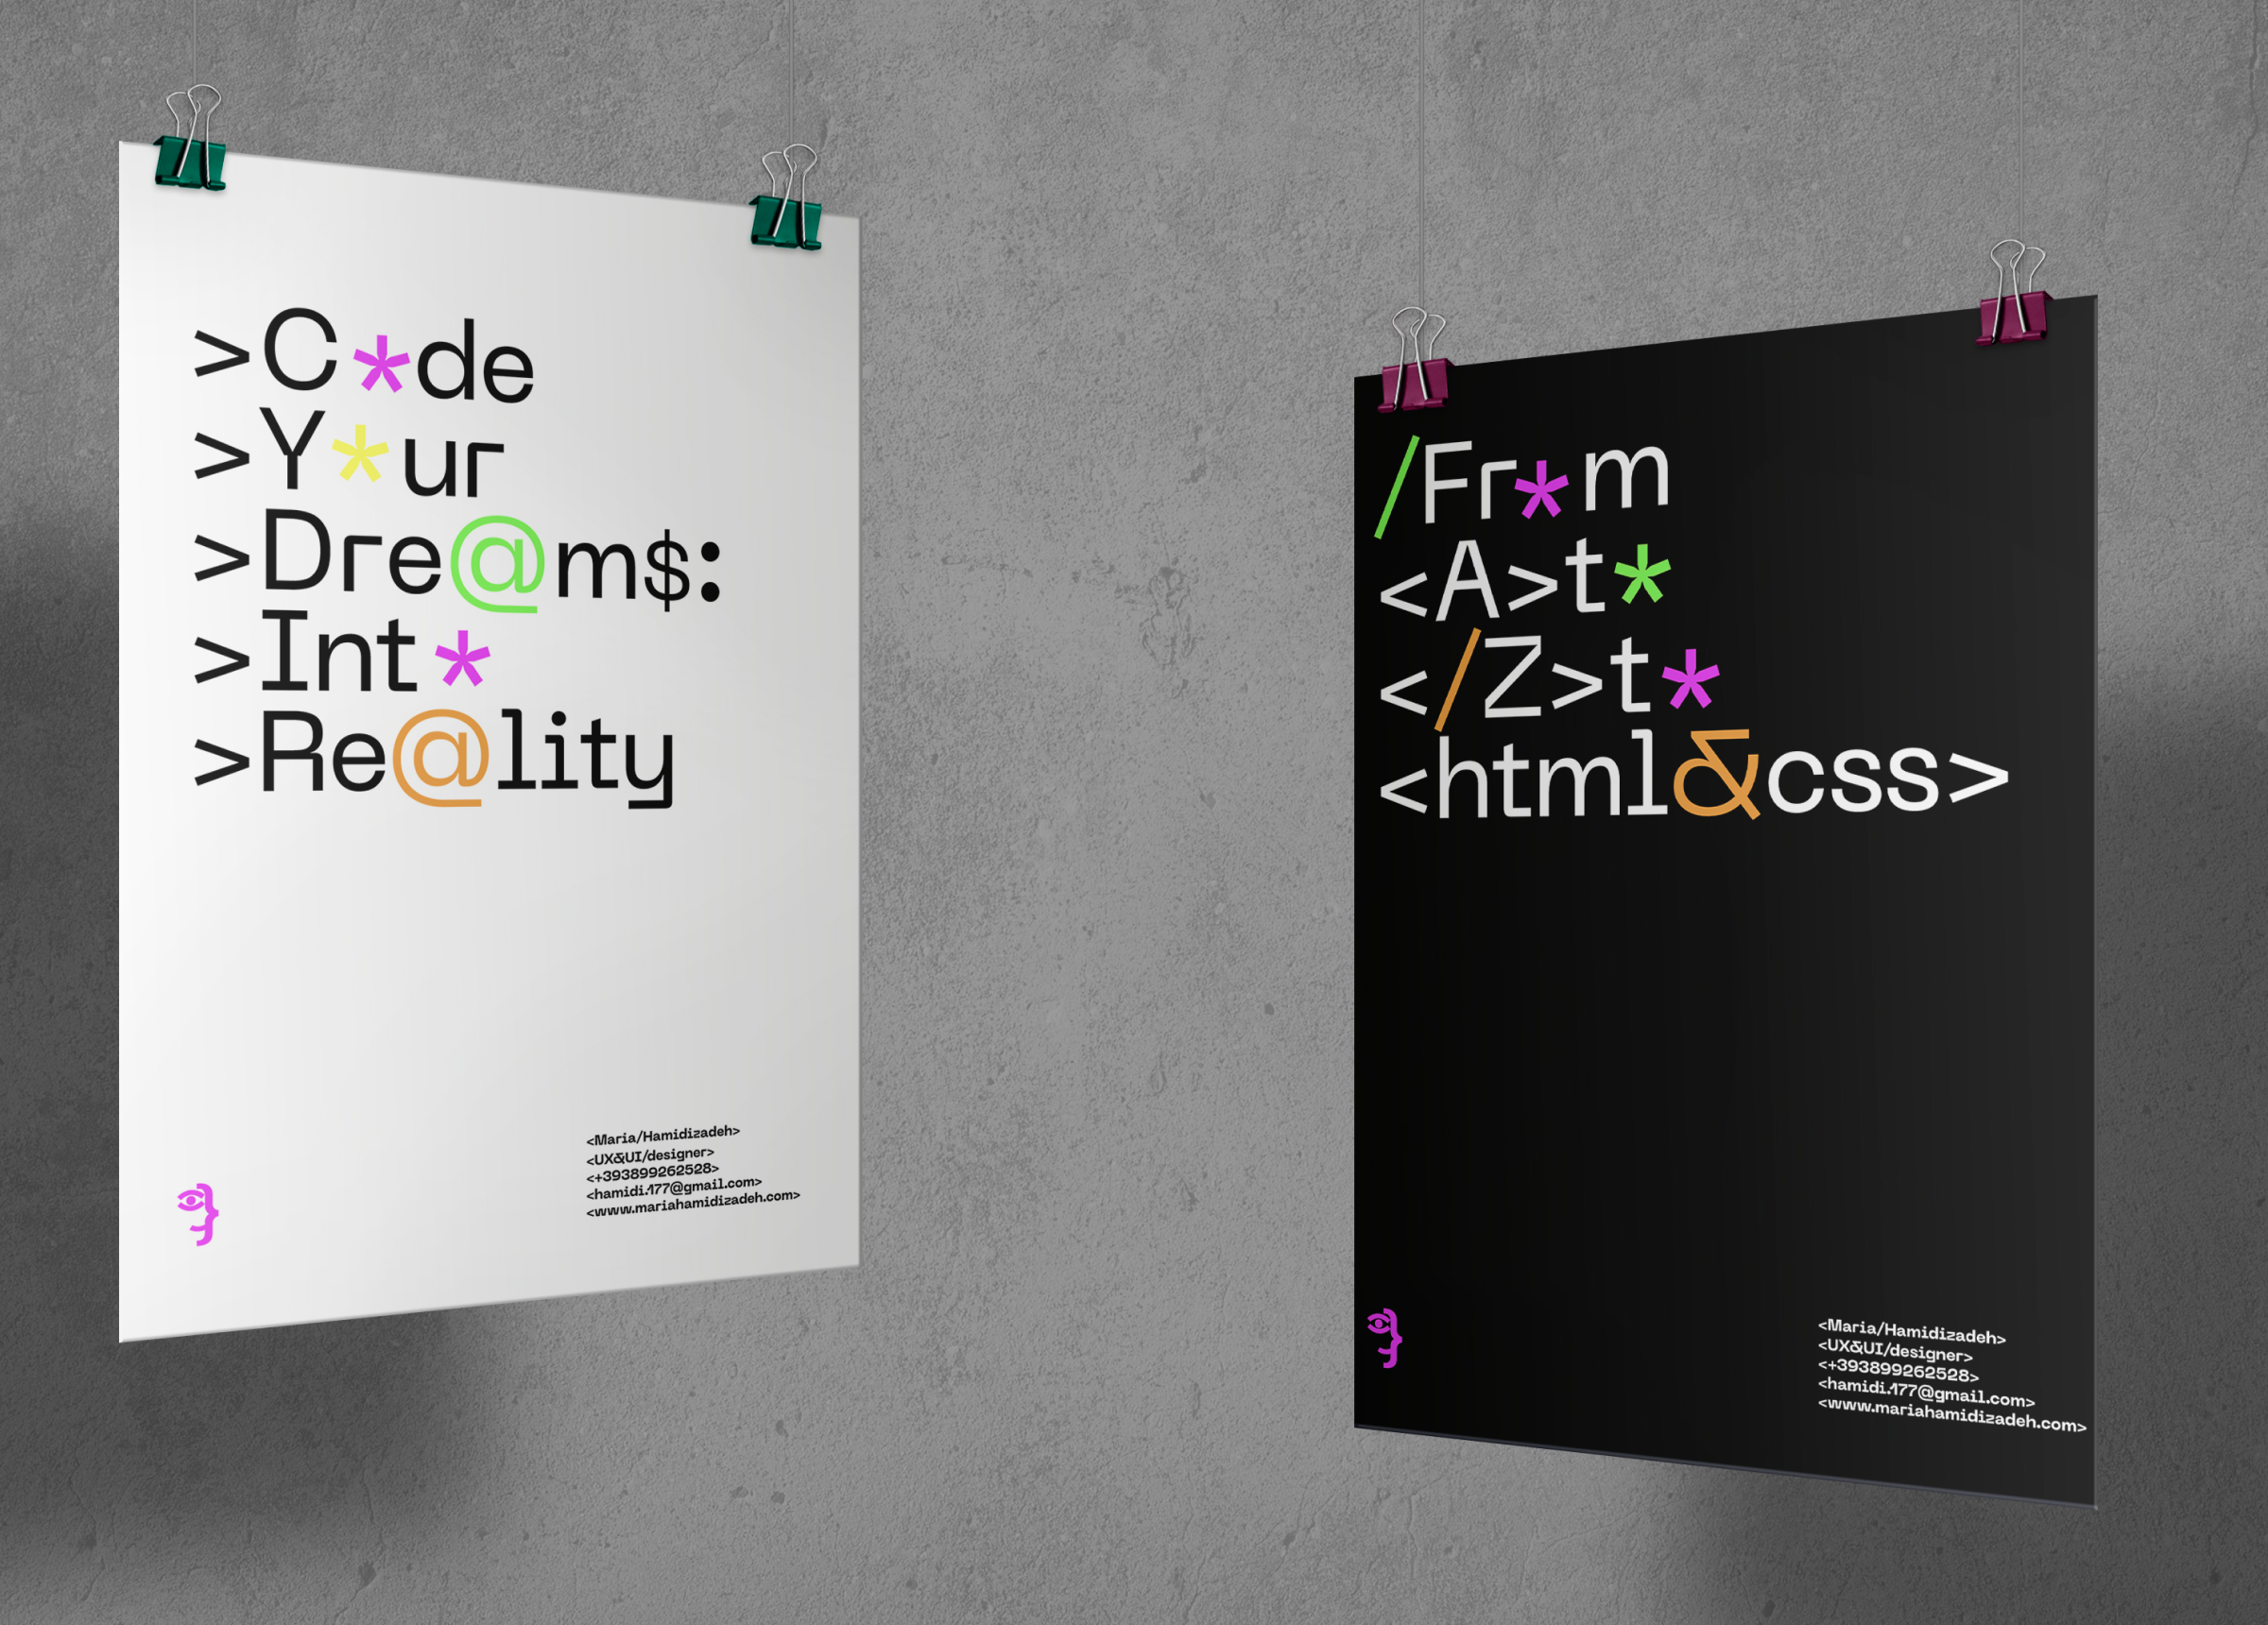 >C*de
>Y*ur
>Dre@m$:
>Int*
>Re@lity
<Maria/Hamidizadeh>
<UX&UI/designer>
<+393899262528>
<hamidi.177@gmail.com>
<www.mariahamidizadeh.com>
/Fr*m
<A>t*
</Z>t*
<html&css>
<Maria/Hamidizadeh>
<UX&UI/designer>
<+393899262528>
<hamidi.177@gmail.com>
<www.mariahamidizadeh.com>